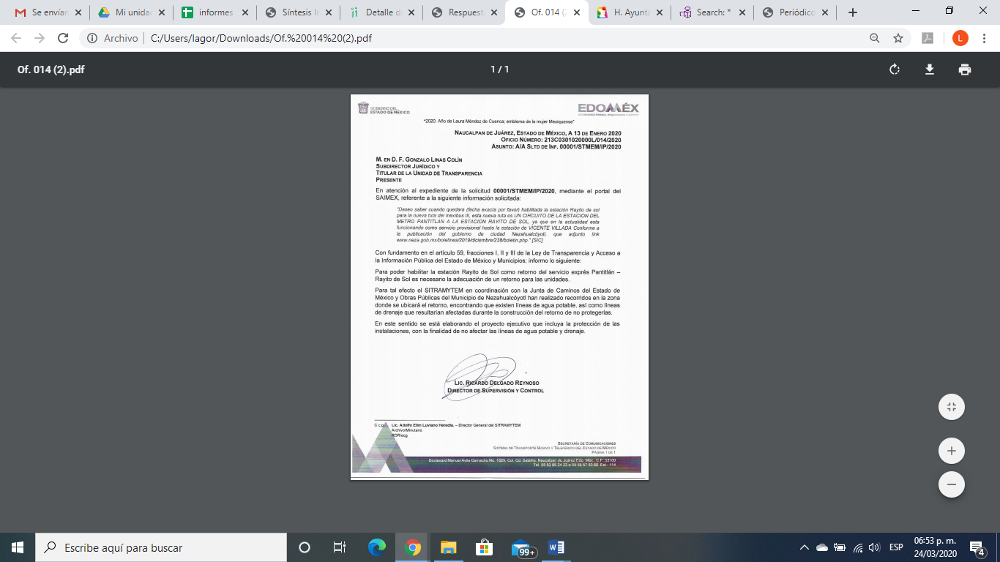 Se envían
Mi unidad
informes
Síntesis In
Detalle d
Respuest
Of. 014 (2
H. Ayunta
Search: *
Periódico
Archivo
C:/Users/lagor/Downloads/Of.%20014%20(2).pdf
L
Of. 014 (2).pdf
1 / 1
GOBIERNO DEL
ESTADO DE MÉXICO
EDOMÉX
"2020. Año de Laura Méndez de Cuenca; emblema de la mujer Mexiquense"
NAUCALPAN DE JUÁREZ, ESTADO DE MÉXICO, A 13 DE ENERO 2020
OFICIO NÚMERO: 213C0301020000L/014/2020
ASUNTO: A/A SLTD DE INF. 00001/STMEM/IP/2020
M. EN D. F. GONZALO LINAS COLÍN
SUBDIRECTOR JURÍDICO Y
TITULAR DE LA UNIDAD DE TRANSPARENCIA
PRESENTE
En atención al expediente de la solicitud 00001/STMEM/IP/2020, mediante el portal del
SAIMEX, referente a la siguiente información solicitada:
"Deseo saber cuando quedara (fecha exacta por favor) habilitada la estación Rayito de sol
para la nueva tuta del mexibus III, esta nueva ruta es UN CIRCUITO DE LA ESTACION DEL
METRO PANTITLAN A LA ESTACION RAYITO DE SOL, ya que en la actualidad esta
funcionando como servicio provisional hasta la estación de VICENTE VILLADA Conforme a
la publicación del gobierno de ciudad Nezahualcóyotl, que adjunto link
www.neza.gob.mx/boletines/2019/diciembre/238/boletin.php." [SIC]
Con fundamento en el artículo 59, fracciones I, II y III de la Ley de Transparencia y Acceso a
la Información Pública del Estado de México y Municipios; informo lo siguiente:
Para poder habilitar la estación Rayito de Sol como retorno del servicio exprés Pantitlán –
Rayito de Sol es necesario la adecuación de un retorno para las unidades.
Para tal efecto el SITRAMYTEM en coordinación con la Junta de Caminos del Estado de
México y Obras Públicas del Municipio de Nezahualcóyotl han realizado recorridos en la zona
donde se ubicará el retorno, encontrando que existen líneas de agua potable, así como líneas
de drenaje que resultarían afectadas durante la construcción del retorno de no protegerlas.
En este sentido se está elaborando el proyecto ejecutivo que incluya la protección de las
instalaciones, con la finalidad de no afectar las líneas de agua potable y drenaje.
LIC. RICARDO DELGADO REYNOSO
DIRECTOR DE SUPERVISIÓN Y CONTROL
C.c.p. Lic. Adolfo Elim Luviano Heredia. – Director General del SITRAMYTEM
Archivo/Minutario
RDR/ecg
SECRETARÍA DE COMUNICACIONES
SISTEMA DE TRANSPORTE MASIVO Y TELEFÉRICO DEL ESTADO DE MÉXICO
PÁGINA 1 DE 1
Boulevard Manuel Ávila Camacho No. 1829, Col. Cd. Satélite, Naucalpan de Juárez Edo. Méx. C.P. 53100
Escribe aquí para buscar
99+
ESP
06:53 p. m.
24/03/2020
4